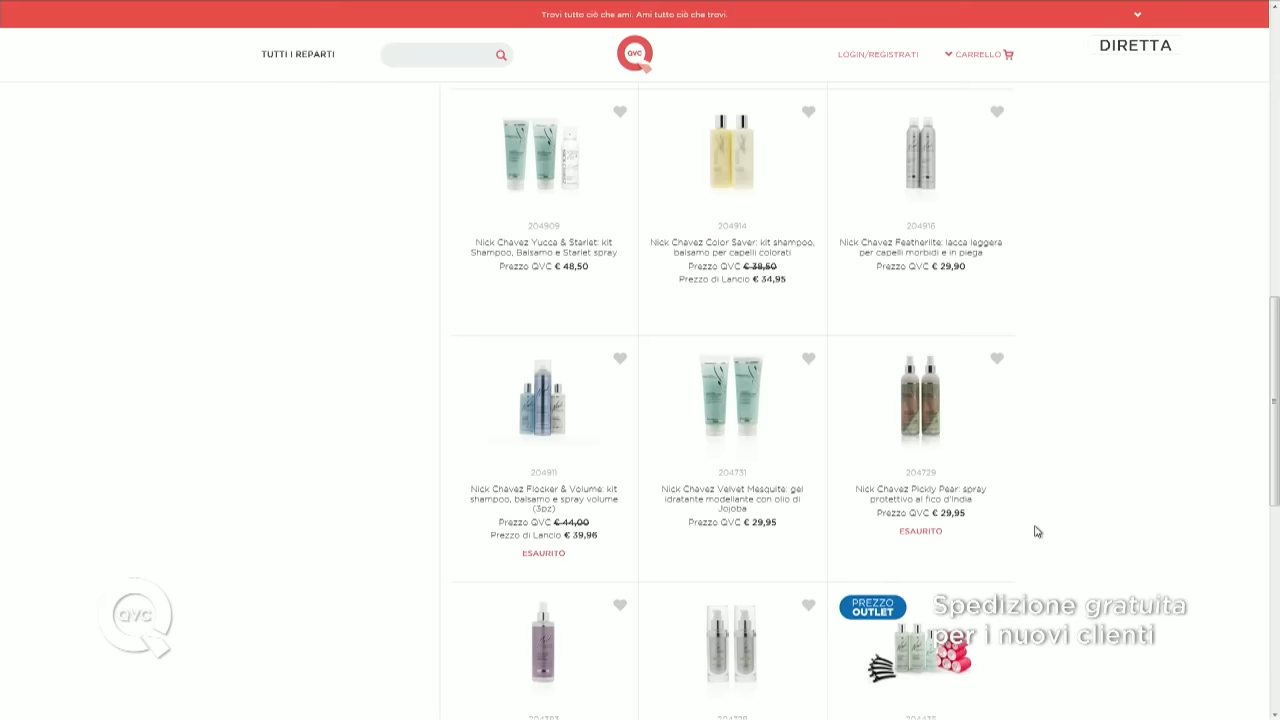 Trovi tutto ciò che ami. Ami tutto ciò che trovi.
TUTTI I REPARTI
QVC
LOGIN/REGISTRATI
CARRELLO
DIRETTA
204909
Nick Chavez Yucca & Starlet: kit
Shampoo, Balsamo e Starlet spray
Prezzo QVC € 48,50
204914
Nick Chavez Color Saver: kit shampoo,
balsamo per capelli colorati
Prezzo QVC € 38,50
Prezzo di Lancio € 34,95
204916
Nick Chavez Featherlite: lacca leggera
per capelli morbidi e in piega
Prezzo QVC € 29,90
204911
Nick Chavez Plocker & Volume: kit
shampoo, balsamo e spray volume
(3pz)
Prezzo QVC € 44,00
Prezzo di Lancio € 39,96
ESAURITO
204731
Nick Chavez Velvet Mesquite: gel
idratante modellante con olio di
Jojoba
Prezzo QVC € 29,95
204729
Nick Chavez Pickly Pear: spray
protettivo al fico d'India
Prezzo QVC € 29,95
ESAURITO
PREZZO
OUTLET
QVC
Spedizione gratuita
per i nuovi clienti